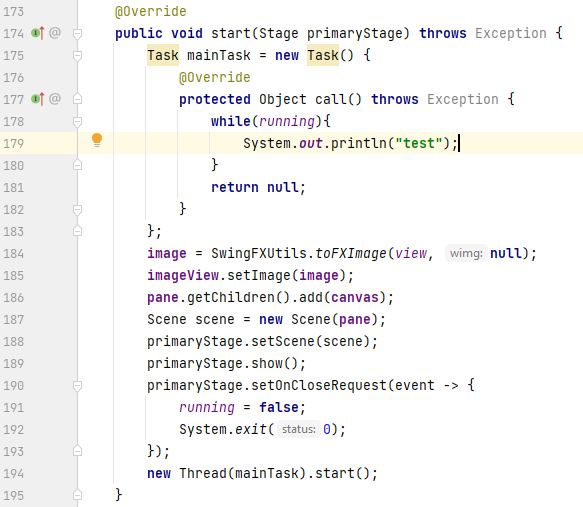 173 @Override
174 @ public void start(Stage primaryStage) throws Exception {
175 Task mainTask = new Task() {
176 @Override
177 @ protected Object call() throws Exception {
178 while(running){
179 System.out.println("test");
180 }
181 return null;
182 }
183 };
184 image = SwingFXUtils.toFXImage(view, wimg: null);
185 imageView.setImage(image);
186 pane.getChildren().add(canvas);
187 Scene scene = new Scene(pane);
188 primaryStage.setScene(scene);
189 primaryStage.show();
190 primaryStage.setOnCloseRequest(event -> {
191 running = false;
192 System.exit( status: 0);
193 });
194 new Thread(mainTask).start();
195 }